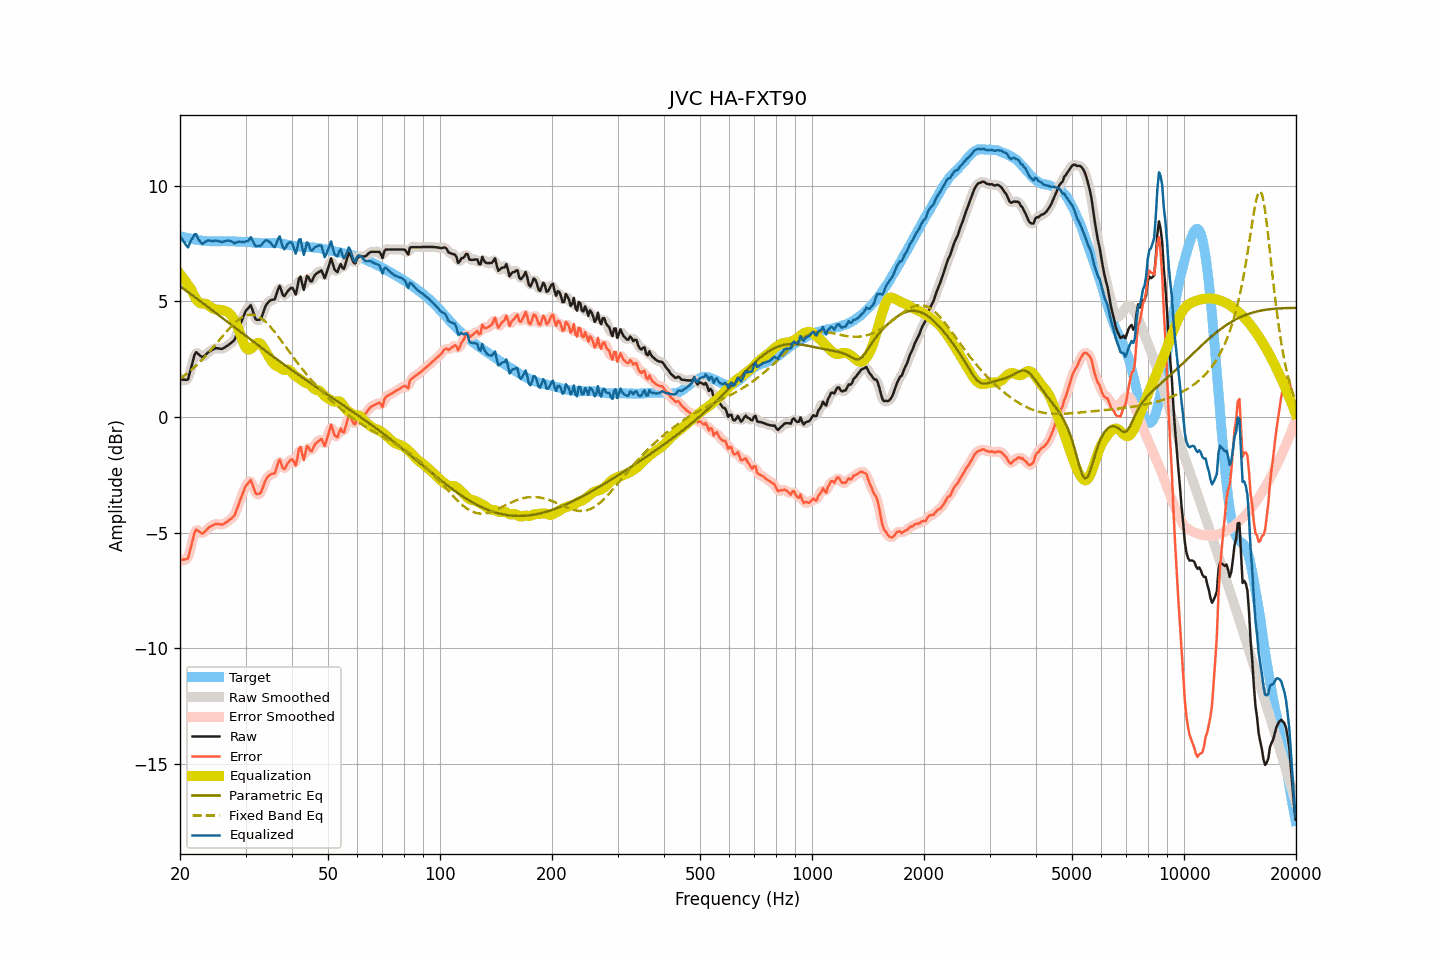 JVC HA-FXT90
Amplitude (dBr)
10
5
0
−5
−10
−15
Target
Raw Smoothed
Error Smoothed
Raw
Error
Equalization
Parametric Eq
Fixed Band Eq
Equalized
20 50 100 200 500 1000 2000 5000 10000 20000
Frequency (Hz)